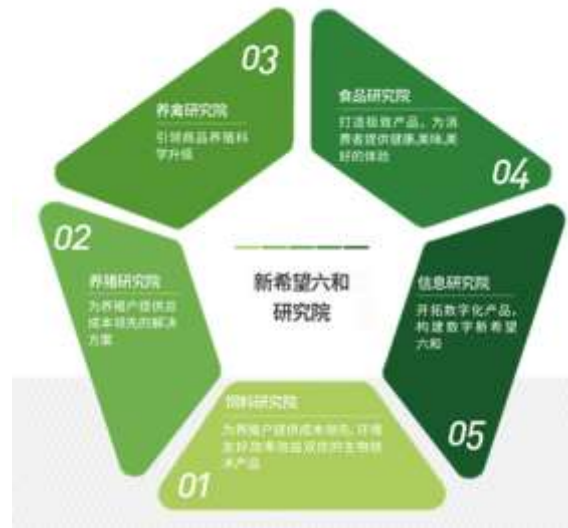 03
养禽研究院
引领商品养殖科
学升级
04
食品研究院
打造极致产品，为消
费者提供健康,美味,美
好的体验
02
养猪研究院
为养殖户提供总
成本领先的解决
方案
新希望六和
研究院
05
信息研究院
开拓数字化产品，
构建数字新希望
六和
01
饲料研究院
为养殖户提供成本领先,环境
友好,效率效益双优的生物技
术产品